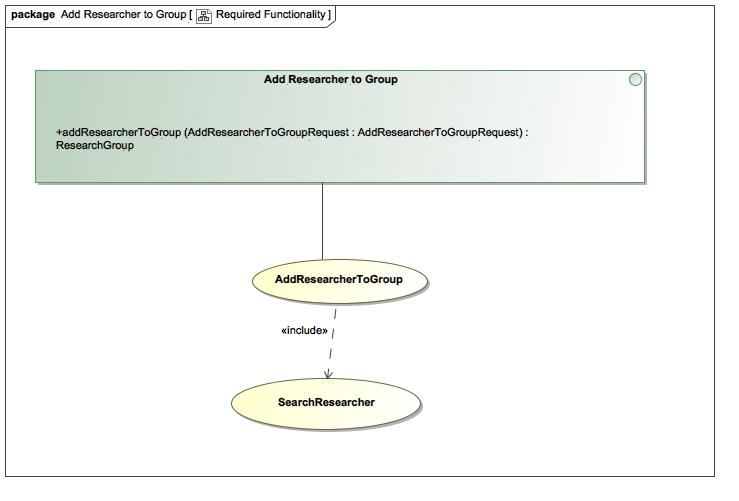 package Add Researcher to Group [ Required Functionality ]
Add Researcher to Group
+addResearcherToGroup (AddResearcherToGroupRequest : AddResearcherToGroupRequest) :
ResearchGroup
AddResearcherToGroup
«include»
SearchResearcher